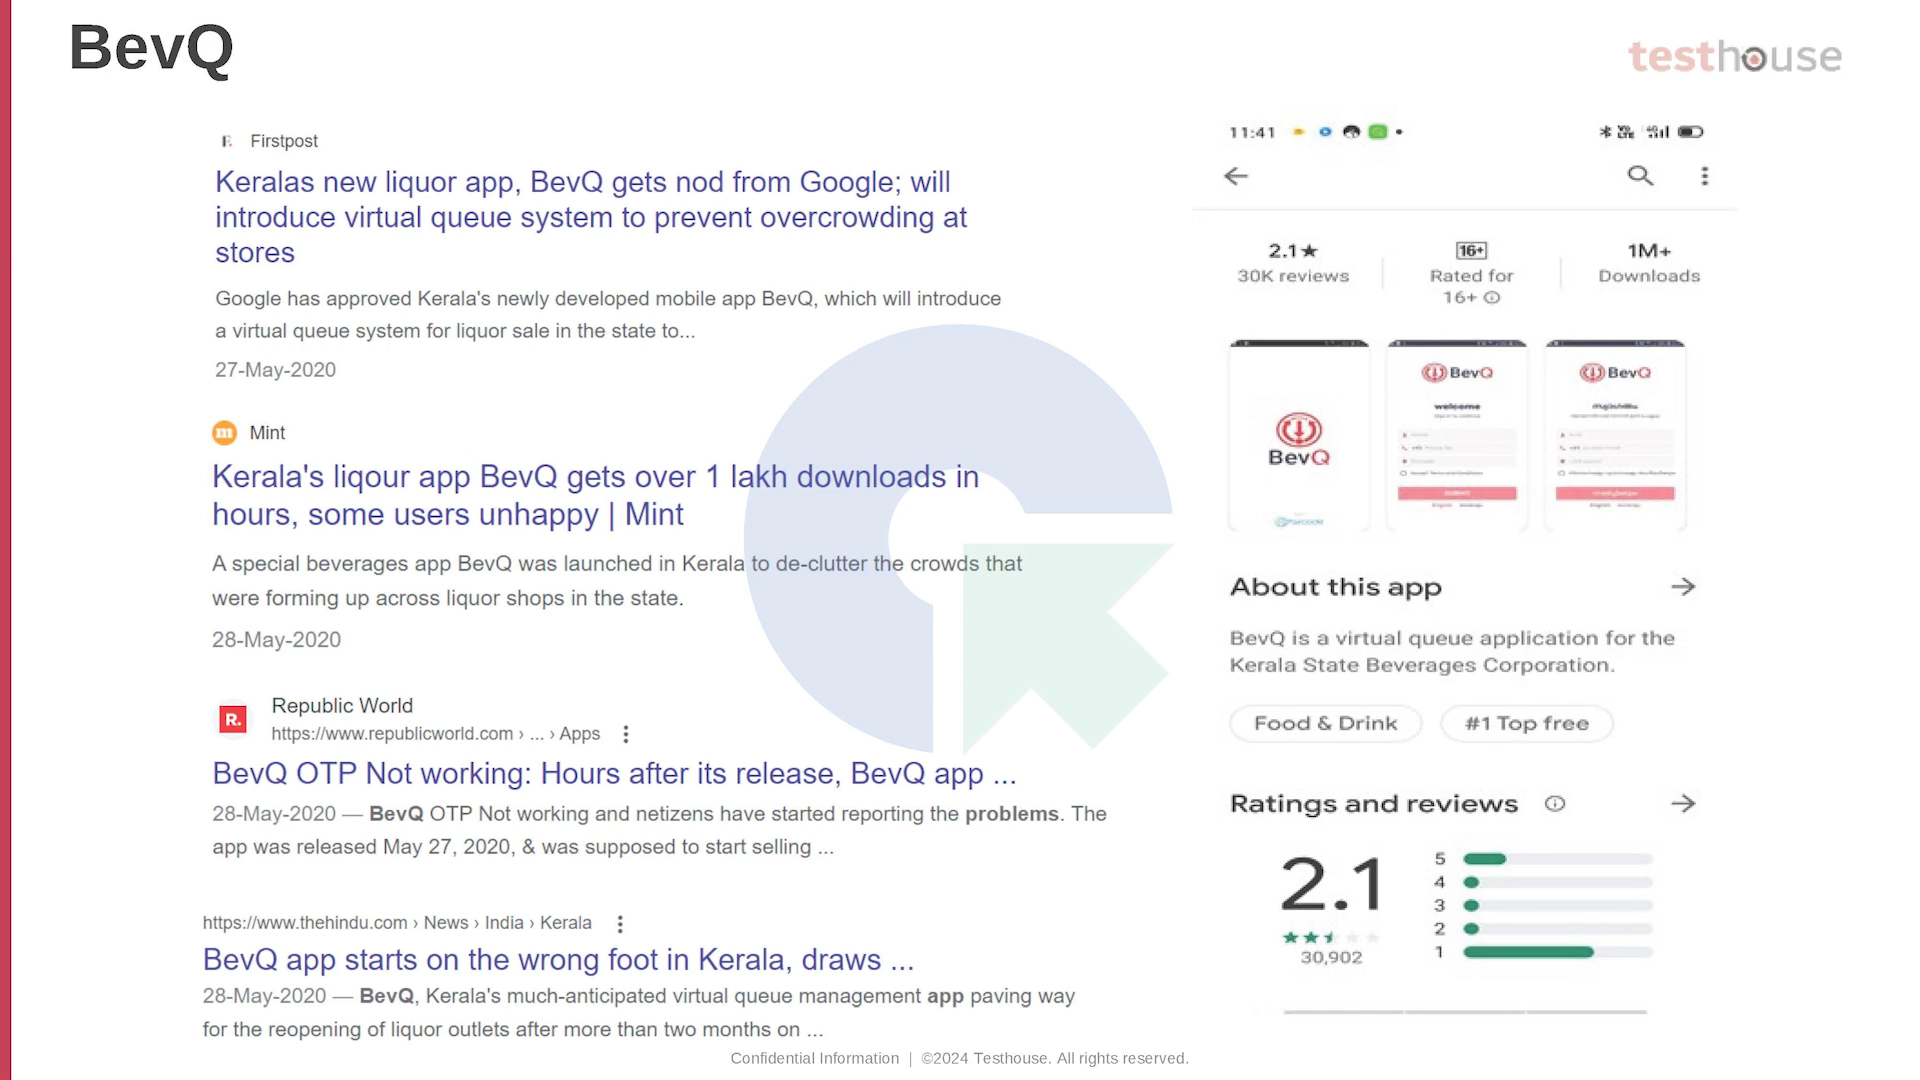 BevQ
testhouse
Firstpost
Keralas new liquor app, BevQ gets nod from Google; will
introduce virtual queue system to prevent overcrowding at
stores
Google has approved Kerala's newly developed mobile app BevQ, which will introduce
a virtual queue system for liquor sale in the state to...
27-May-2020
m Mint
Kerala's liqour app BevQ gets over 1 lakh downloads in
hours, some users unhappy | Mint
A special beverages app BevQ was launched in Kerala to de-clutter the crowds that
were forming up across liquor shops in the state.
28-May-2020
R. Republic World
https://www.republicworld.com › ... › Apps
BevQ OTP Not working: Hours after its release, BevQ app ...
28-May-2020 — BevQ OTP Not working and netizens have started reporting the problems. The
app was released May 27, 2020, & was supposed to start selling ...
https://www.thehindu.com › News › India › Kerala
BevQ app starts on the wrong foot in Kerala, draws ...
28-May-2020 — BevQ, Kerala's much-anticipated virtual queue management app paving way
for the reopening of liquor outlets after more than two months on ...
11:41
2.1★ 16+ 1M+
30K reviews Rated for Downloads
16+
BevQ BevQ
welcome
BevQ
About this app
BevQ is a virtual queue application for the
Kerala State Beverages Corporation.
Food & Drink #1 Top free
Ratings and reviews
2.1
30,902
5
4
3
2
1
Confidential Information | ©2024 Testhouse. All rights reserved.